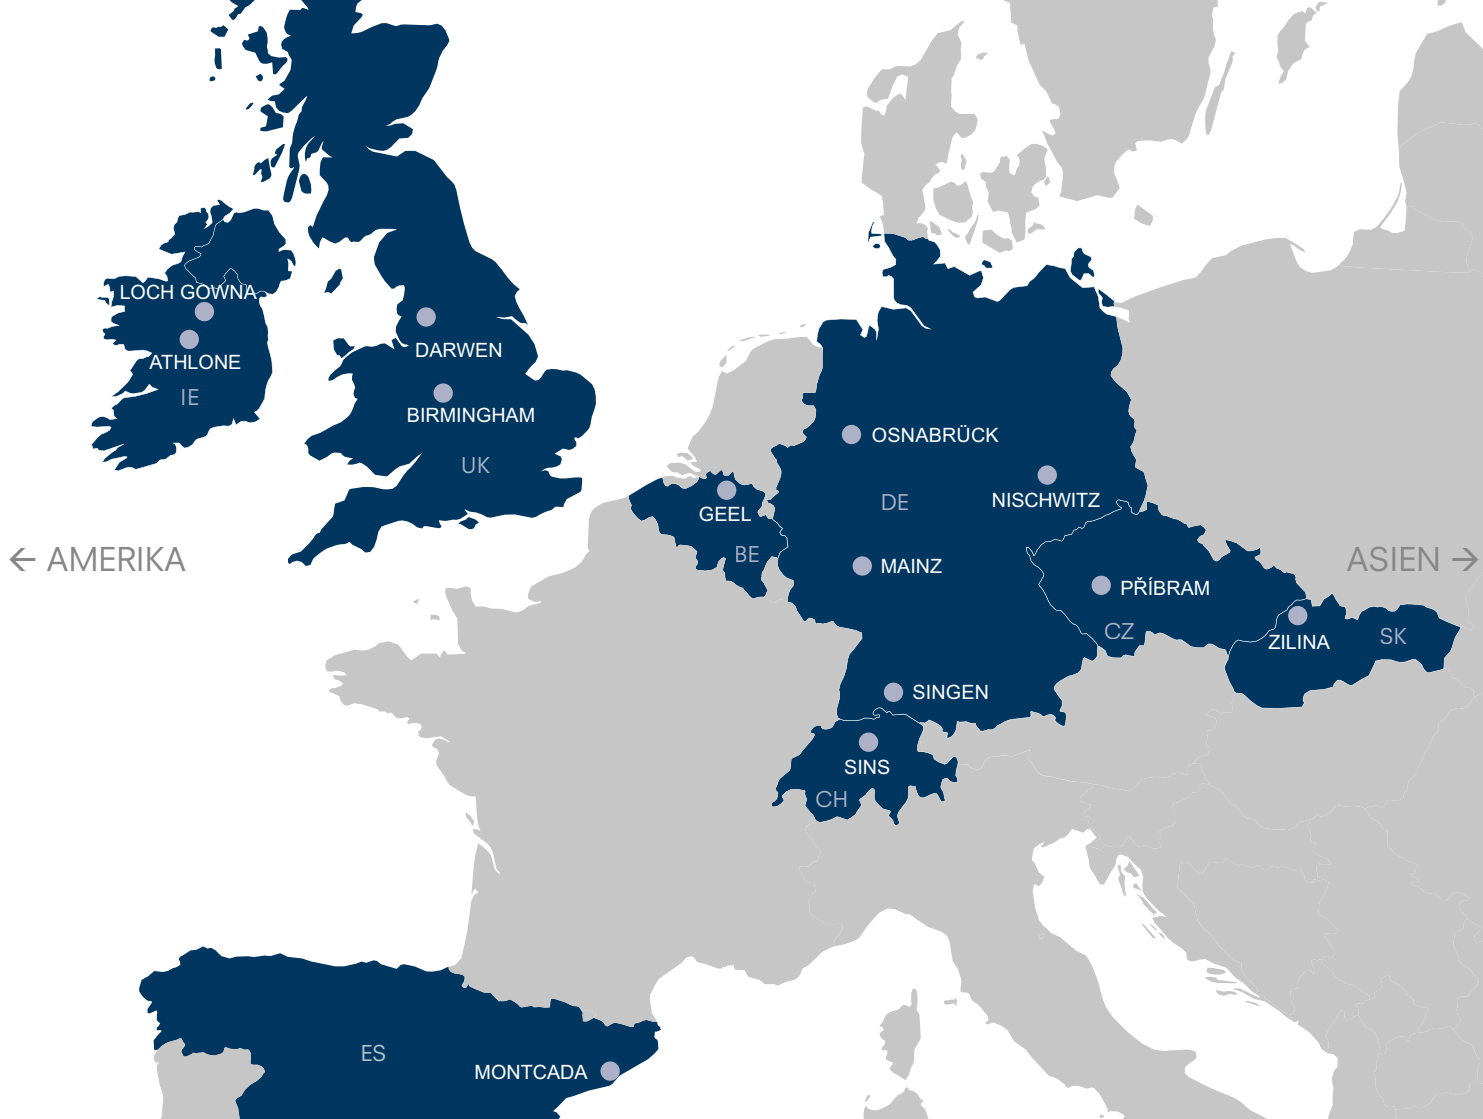 LOCH GOWNA
ATHLONE
IE
DARWEN
BIRMINGHAM
UK
OSNABRÜCK
DE
NISCHWITZ
GEEL
BE
← AMERIKA
MAINZ
ASIEN →
PŘÍBRAM
CZ
ZILINA
SK
SINGEN
SINS
CH
ES
MONTCADA